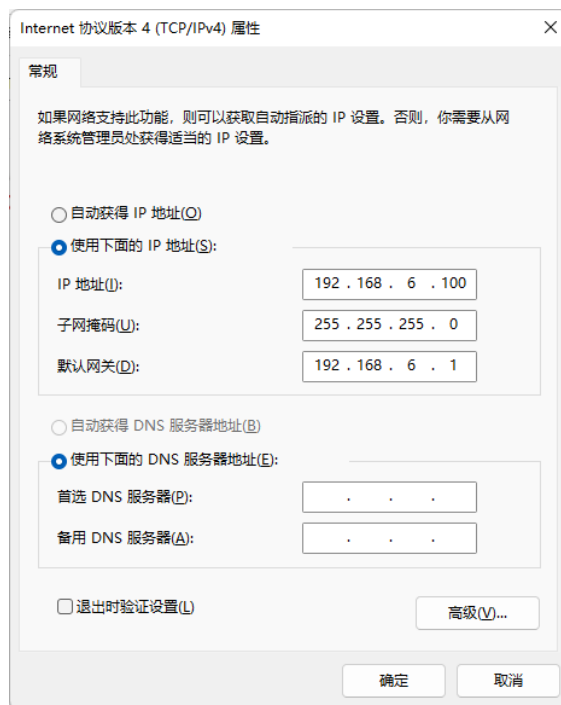 Internet 协议版本 4 (TCP/IPv4) 属性
常规
如果网络支持此功能，则可以获取自动指派的 IP 设置。否则，你需要从网
络系统管理员处获得适当的 IP 设置。
自动获得 IP 地址(O)
使用下面的 IP 地址(S):
IP 地址(I):
192 . 168 . 6 . 100
子网掩码(U):
255 . 255 . 255 . 0
默认网关(D):
192 . 168 . 6 . 1
自动获得 DNS 服务器地址(B)
使用下面的 DNS 服务器地址(E):
首选 DNS 服务器(P):
. . .
备用 DNS 服务器(A):
. . .
退出时验证设置(L)
高级(V)...
确定
取消